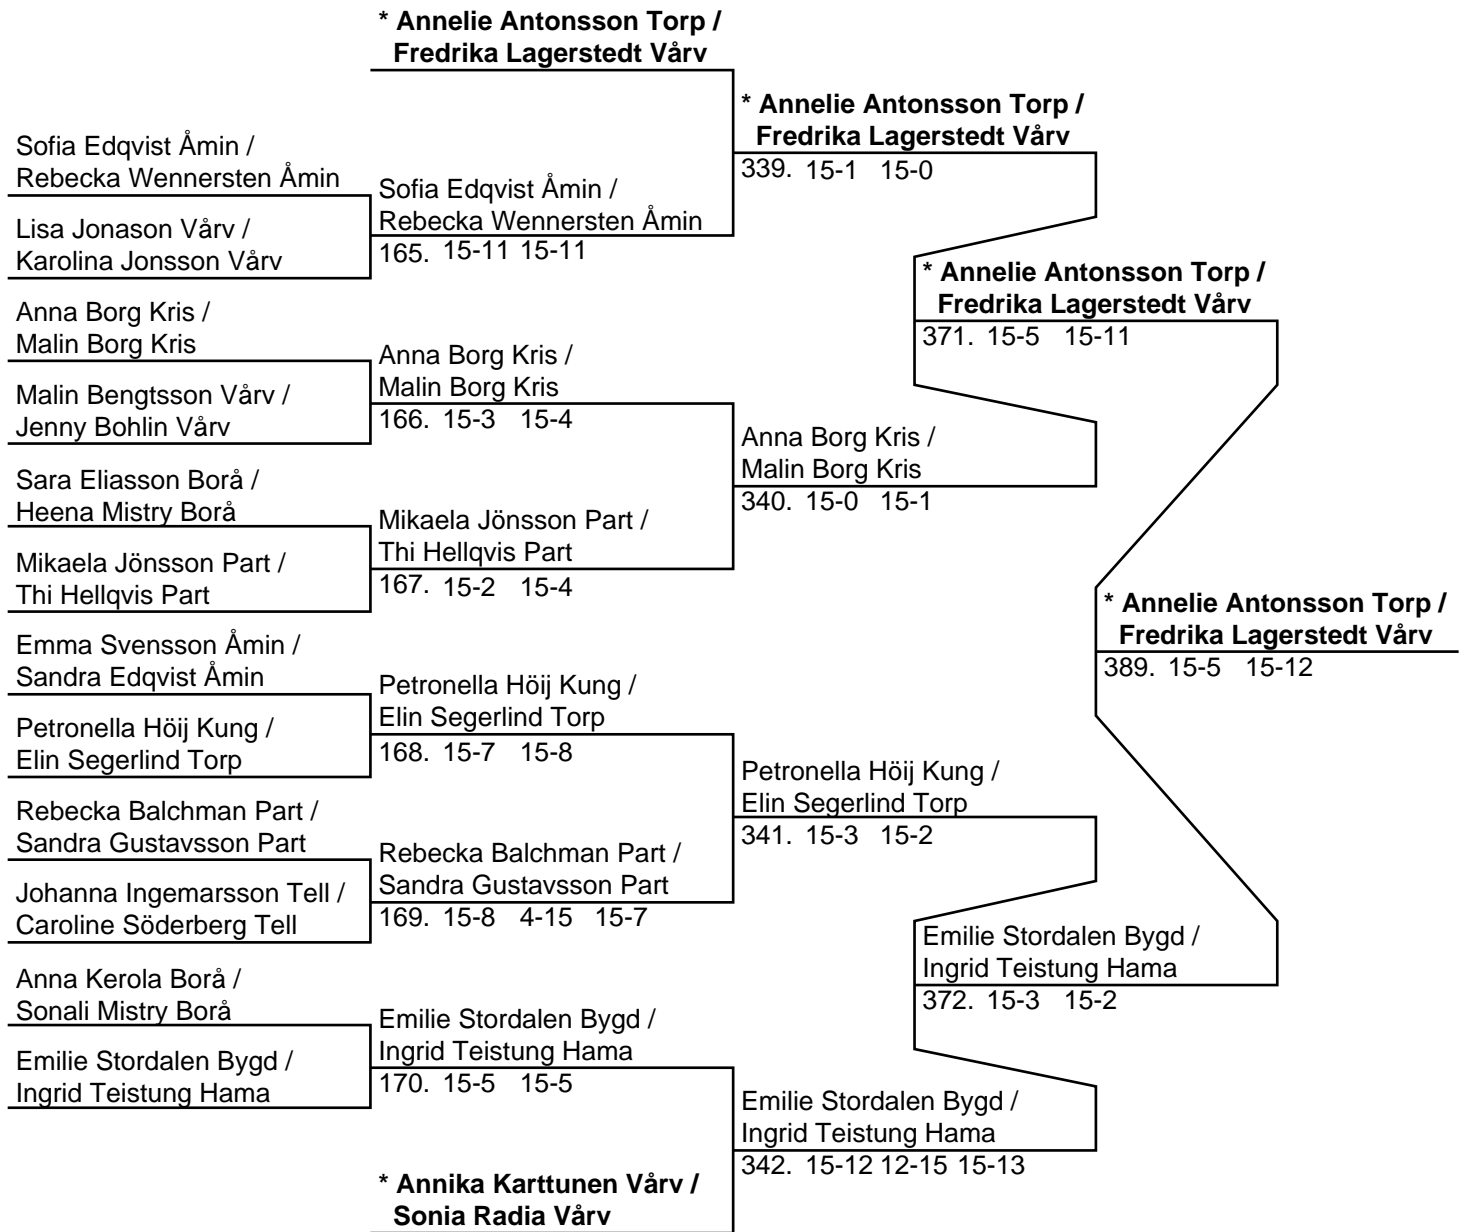 * Annelie Antonsson Torp /
Fredrika Lagerstedt Vårv
Sofia Edqvist Åmin /
Rebecka Wennersten Åmin
Lisa Jonason Vårv /
Karolina Jonsson Vårv
Anna Borg Kris /
Malin Borg Kris
Malin Bengtsson Vårv /
Jenny Bohlin Vårv
Sara Eliasson Borå /
Heena Mistry Borå
Mikaela Jönsson Part /
Thi Hellqvis Part
Emma Svensson Åmin /
Sandra Edqvist Åmin
Petronella Höij Kung /
Elin Segerlind Torp
Rebecka Balchman Part /
Sandra Gustavsson Part
Johanna Ingemarsson Tell /
Caroline Söderberg Tell
Anna Kerola Borå /
Sonali Mistry Borå
Emilie Stordalen Bygd /
Ingrid Teistung Hama
Sofia Edqvist Åmin /
Rebecka Wennersten Åmin
165. 15-11 15-11
Anna Borg Kris /
Malin Borg Kris
166. 15-3 15-4
Mikaela Jönsson Part /
Thi Hellqvis Part
167. 15-2 15-4
Petronella Höij Kung /
Elin Segerlind Torp
168. 15-7 15-8
Rebecka Balchman Part /
Sandra Gustavsson Part
169. 15-8 4-15 15-7
Emilie Stordalen Bygd /
Ingrid Teistung Hama
170. 15-5 15-5
* Annika Karttunen Vårv /
Sonia Radia Vårv
* Annelie Antonsson Torp /
Fredrika Lagerstedt Vårv
339. 15-1 15-0
Anna Borg Kris /
Malin Borg Kris
340. 15-0 15-1
Petronella Höij Kung /
Elin Segerlind Torp
341. 15-3 15-2
Emilie Stordalen Bygd /
Ingrid Teistung Hama
342. 15-12 12-15 15-13
* Annelie Antonsson Torp /
Fredrika Lagerstedt Vårv
371. 15-5 15-11
Emilie Stordalen Bygd /
Ingrid Teistung Hama
372. 15-3 15-2
* Annelie Antonsson Torp /
Fredrika Lagerstedt Vårv
389. 15-5 15-12